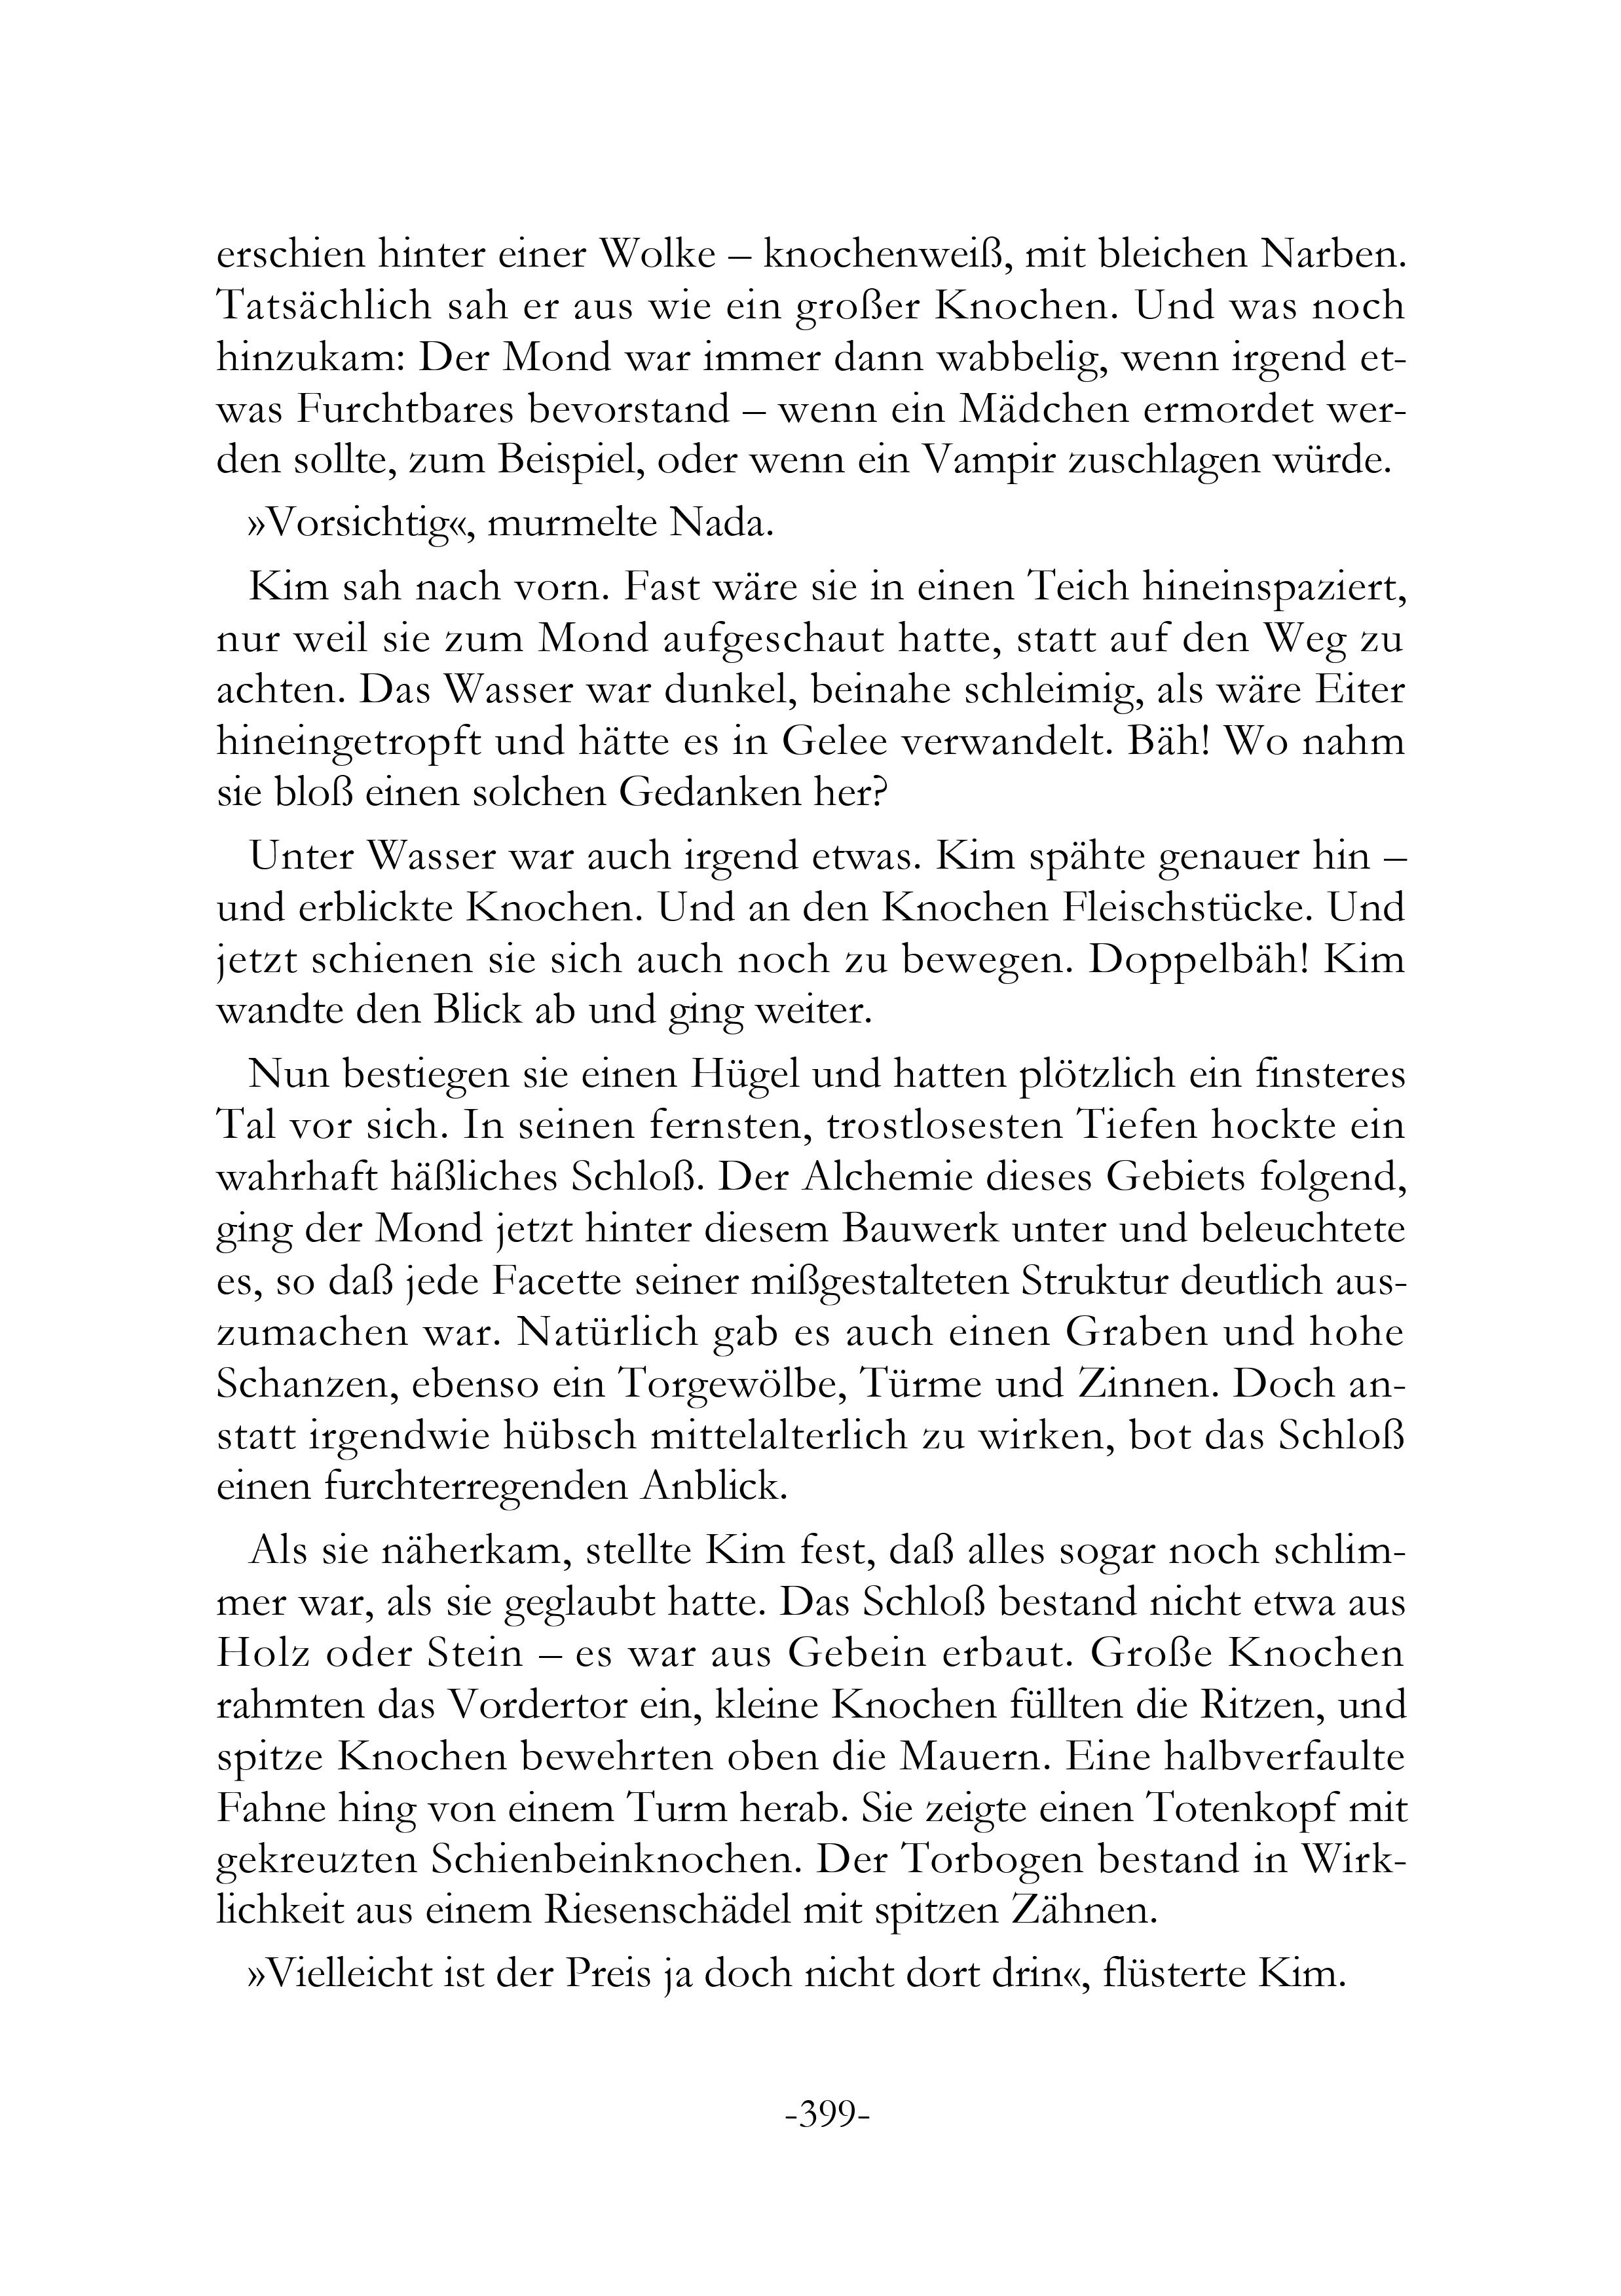 erschien hinter einer Wolke – knochenweiß, mit bleichen Narben.
Tatsächlich sah er aus wie ein großer Knochen. Und was noch
hinzukam: Der Mond war immer dann wabbelig, wenn irgend et-
was Furchtbares bevorstand – wenn ein Mädchen ermordet wer-
den sollte, zum Beispiel, oder wenn ein Vampir zuschlagen würde.
»Vorsichtig«, murmelte Nada.
Kim sah nach vorn. Fast wäre sie in einen Teich hineinspaziert,
nur weil sie zum Mond aufgeschaut hatte, statt auf den Weg zu
achten. Das Wasser war dunkel, beinahe schleimig, als wäre Eiter
hineingetropft und hätte es in Gelee verwandelt. Bäh! Wo nahm
sie bloß einen solchen Gedanken her?
Unter Wasser war auch irgend etwas. Kim spähte genauer hin –
und erblickte Knochen. Und an den Knochen Fleischstücke. Und
jetzt schienen sie sich auch noch zu bewegen. Doppelbäh! Kim
wandte den Blick ab und ging weiter.
Nun bestiegen sie einen Hügel und hatten plötzlich ein finsteres
Tal vor sich. In seinen fernsten, trostlosesten Tiefen hockte ein
wahrhaft häßliches Schloß. Der Alchemie dieses Gebiets folgend,
ging der Mond jetzt hinter diesem Bauwerk unter und beleuchtete
es, so daß jede Facette seiner mißgestalteten Struktur deutlich aus-
zumachen war. Natürlich gab es auch einen Graben und hohe
Schanzen, ebenso ein Torgewölbe, Türme und Zinnen. Doch an-
statt irgendwie hübsch mittelalterlich zu wirken, bot das Schloß
einen furchterregenden Anblick.
Als sie näherkam, stellte Kim fest, daß alles sogar noch schlim-
mer war, als sie geglaubt hatte. Das Schloß bestand nicht etwa aus
Holz oder Stein – es war aus Gebein erbaut. Große Knochen
rahmten das Vordertor ein, kleine Knochen füllten die Ritzen, und
spitze Knochen bewehrten oben die Mauern. Eine halbverfaulte
Fahne hing von einem Turm herab. Sie zeigte einen Totenkopf mit
gekreuzten Schienbeinknochen. Der Torbogen bestand in Wirk-
lichkeit aus einem Riesenschädel mit spitzen Zähnen.
»Vielleicht ist der Preis ja doch nicht dort drin«, flüsterte Kim.
-399-